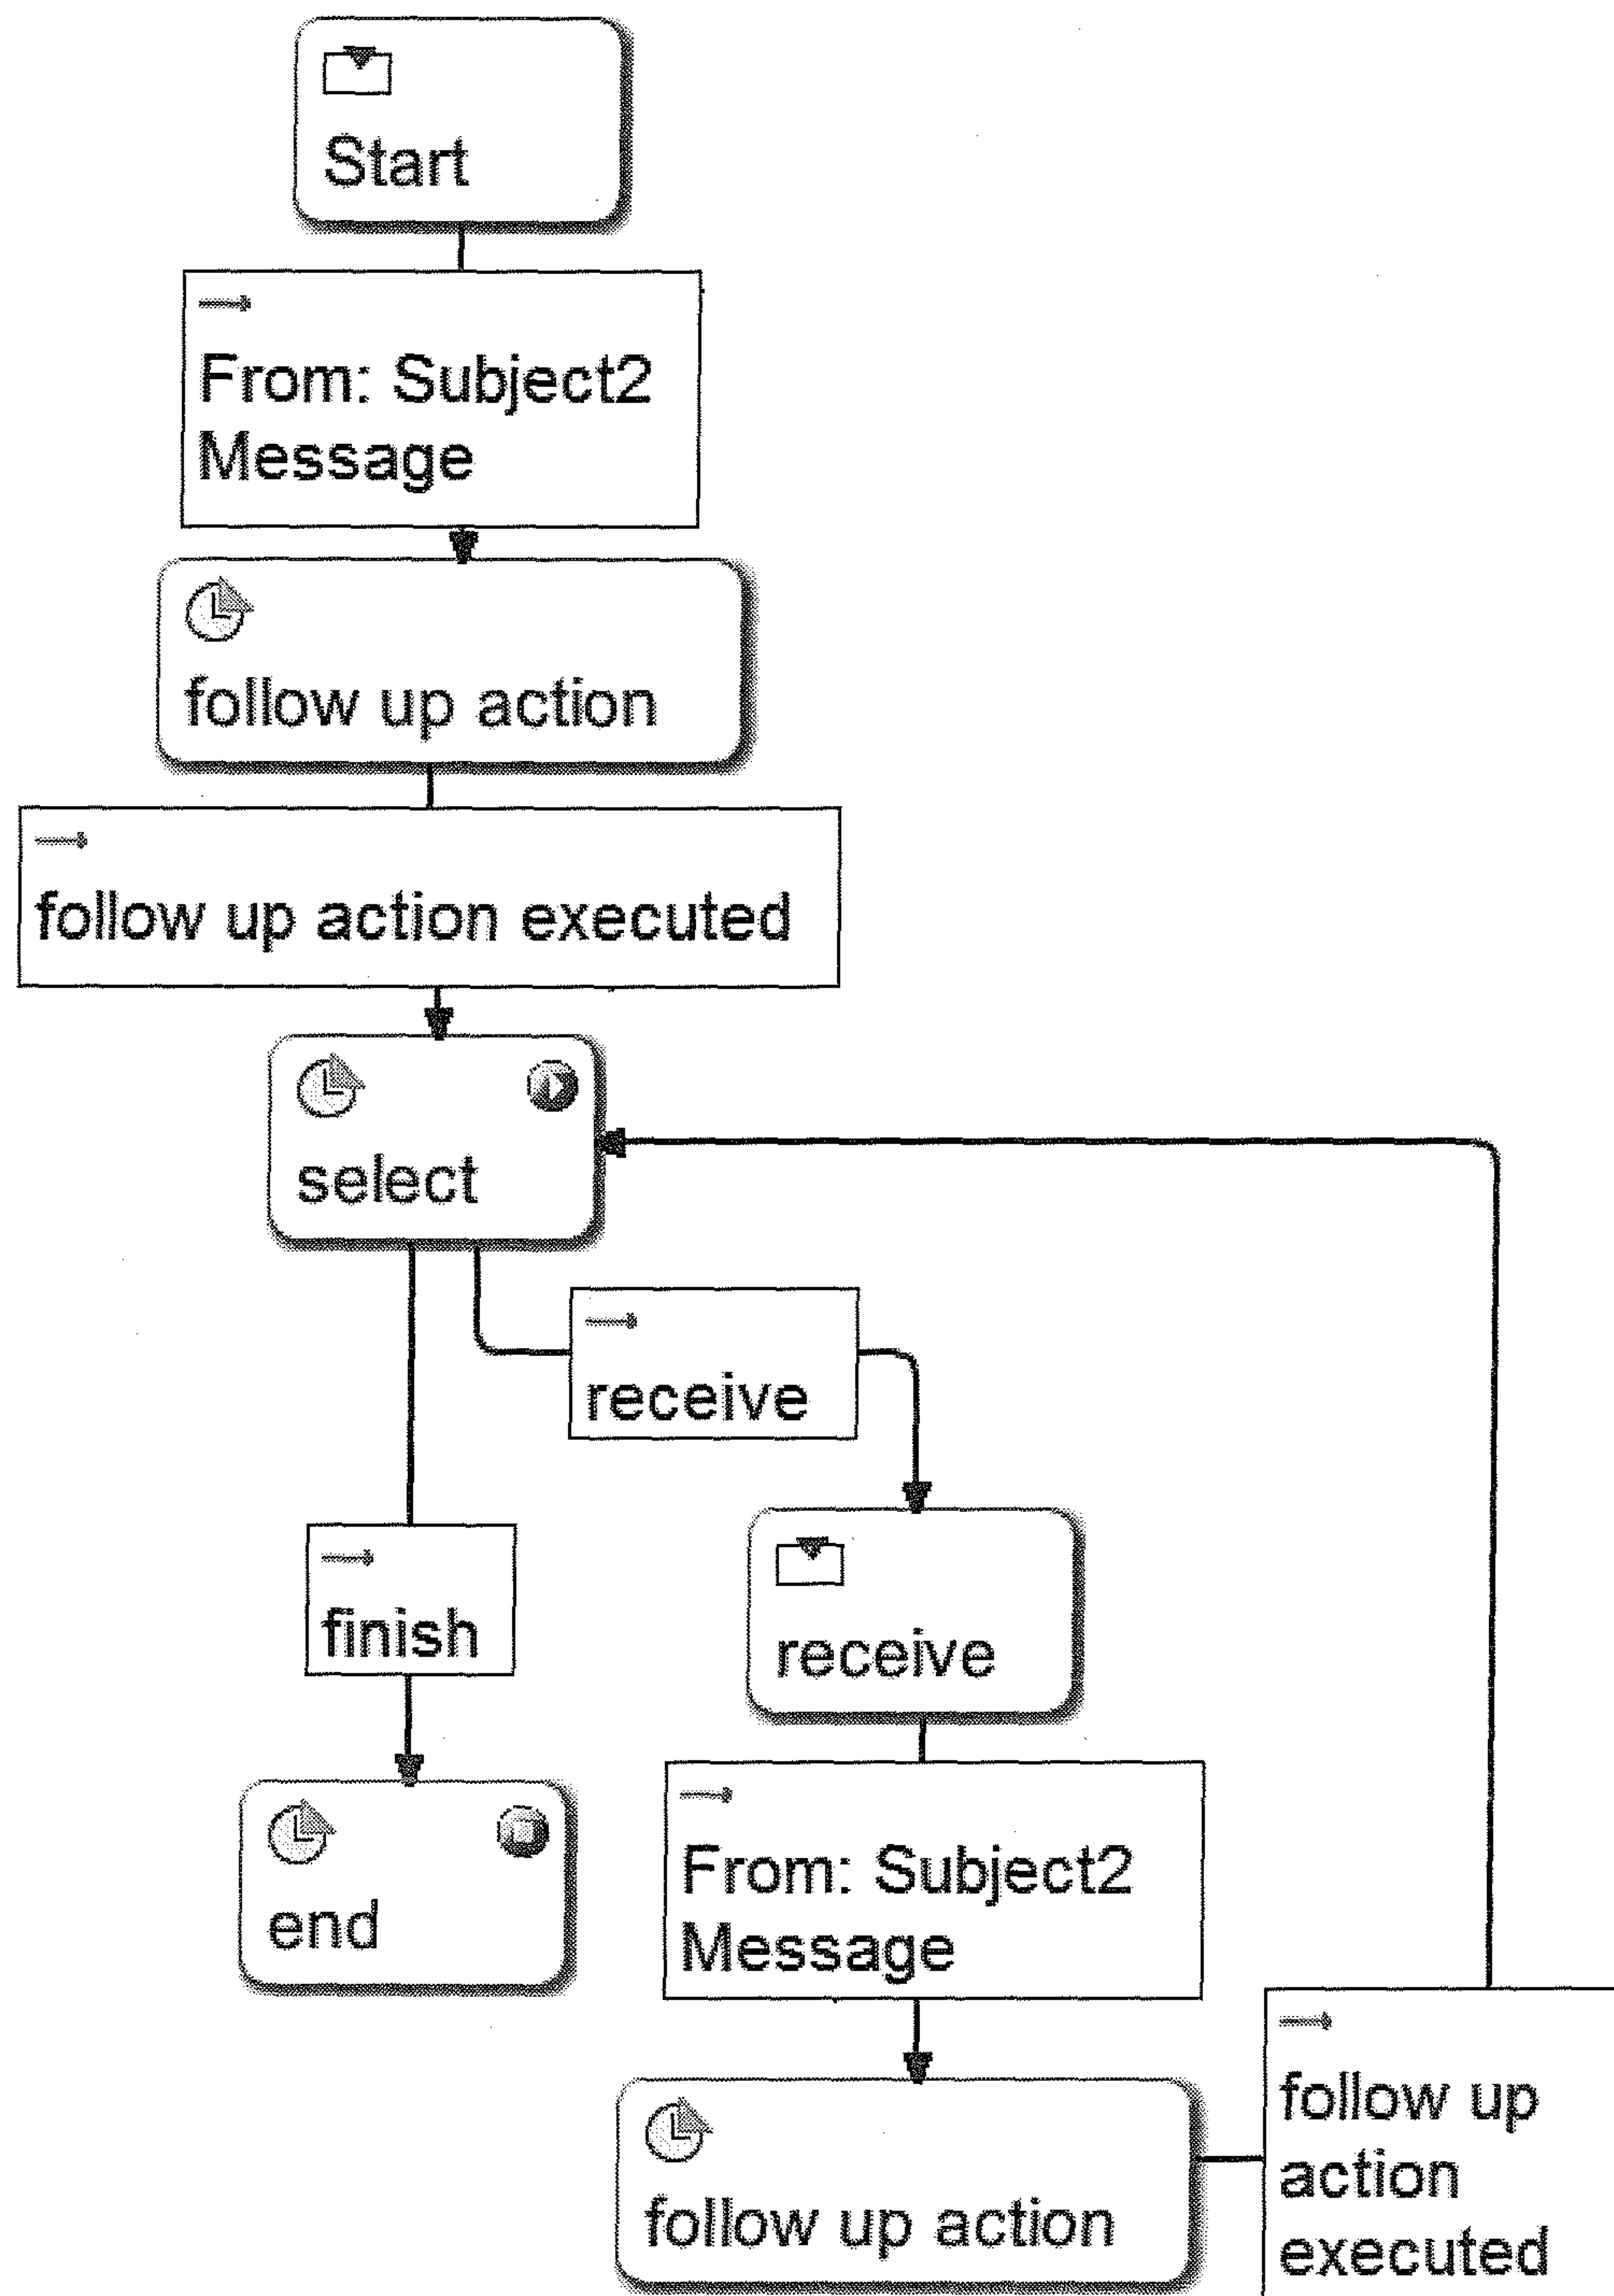 Start
From: Subject2
Message
follow up action
follow up action executed
select
receive
finish
receive
end
From: Subject2
Message
follow up action
follow up
action
executed